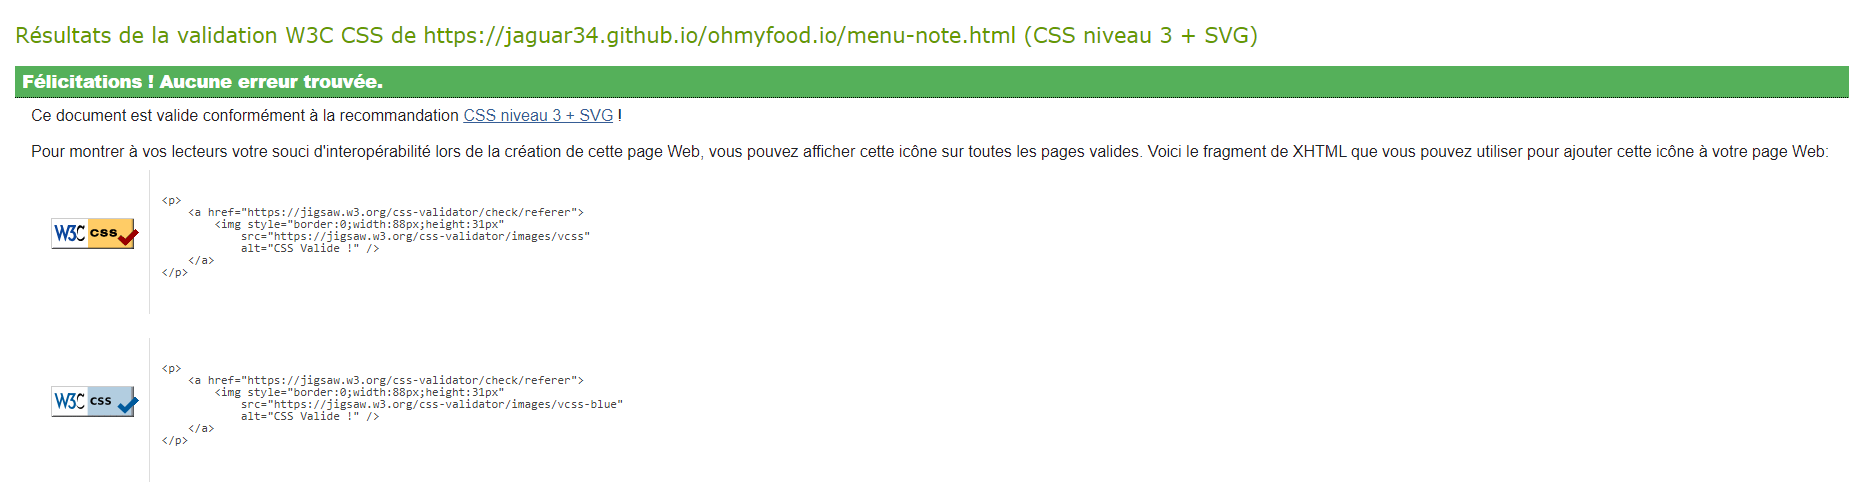 Résultats de la validation W3C CSS de https://jaguar34.github.io/ohmyfood.io/menu-note.html (CSS niveau 3 + SVG)
Félicitations ! Aucune erreur trouvée.
Ce document est valide conformément à la recommandation CSS niveau 3 + SVG !
Pour montrer à vos lecteurs votre souci d'interopérabilité lors de la création de cette page Web, vous pouvez afficher cette icône sur toutes les pages valides. Voici le fragment de XHTML que vous pouvez utiliser pour ajouter cette icône à votre page Web:
W3C css
<p>
    <a href="https://jigsaw.w3.org/css-validator/check/referer">
        <img style="border:0;width:88px;height:31px"
            src="https://jigsaw.w3.org/css-validator/images/vcss"
            alt="CSS Valide !" />
    </a>
</p>
W3C css
<p>
    <a href="https://jigsaw.w3.org/css-validator/check/referer">
        <img style="border:0;width:88px;height:31px"
            src="https://jigsaw.w3.org/css-validator/images/vcss-blue"
            alt="CSS Valide !" />
    </a>
</p>